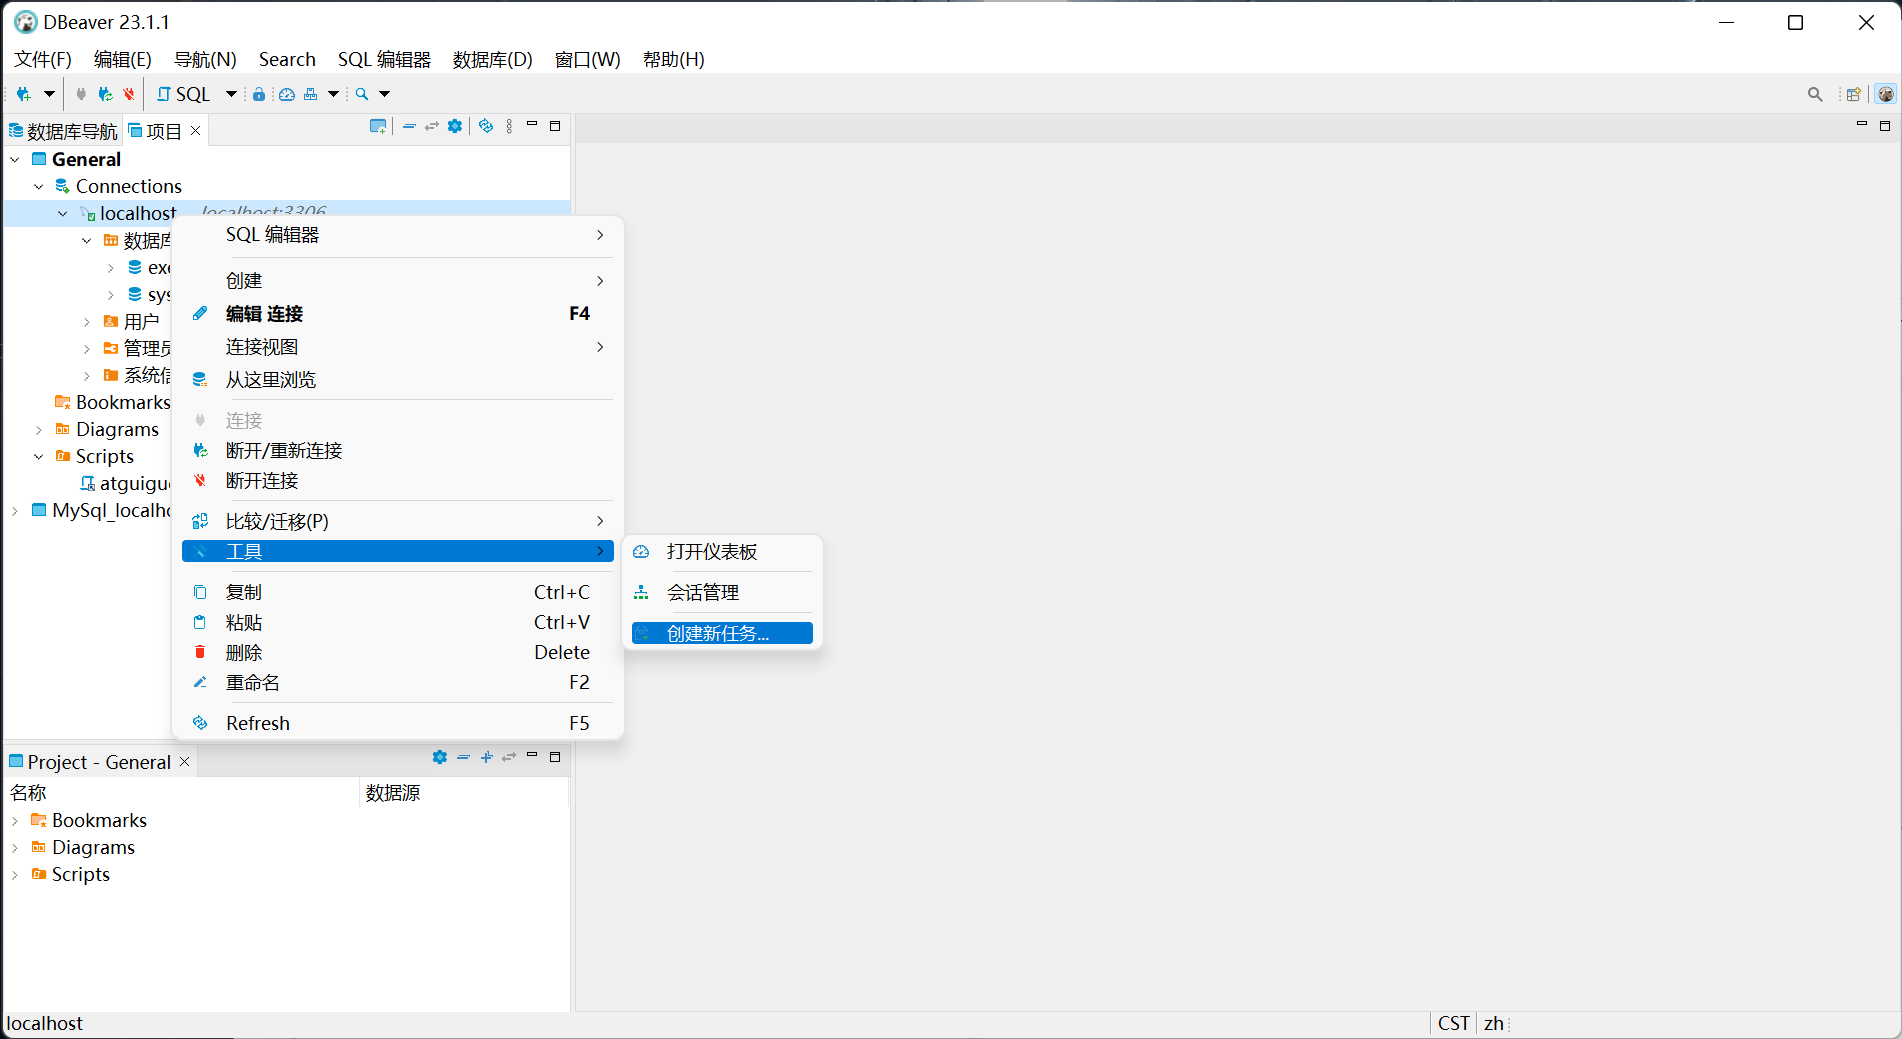 DBeaver 23.1.1
文件(F) 编辑(E) 导航(N) Search SQL 编辑器 数据库(D) 窗口(W) 帮助(H)
SQL
数据库导航 项目
General
Connections
localhost localhost:3306
数据库
用户
管理员
Bookmarks
Diagrams
Scripts
MySql_localho
SQL 编辑器
创建
编辑 连接 F4
连接视图
从这里浏览
连接
断开/重新连接
断开连接
比较/迁移(P)
工具
复制 Ctrl+C
粘贴 Ctrl+V
删除 Delete
重命名 F2
Refresh F5
打开仪表板
会话管理
创建新任务...
Project - General
名称 数据源
Bookmarks
Diagrams
Scripts
localhost
CST zh